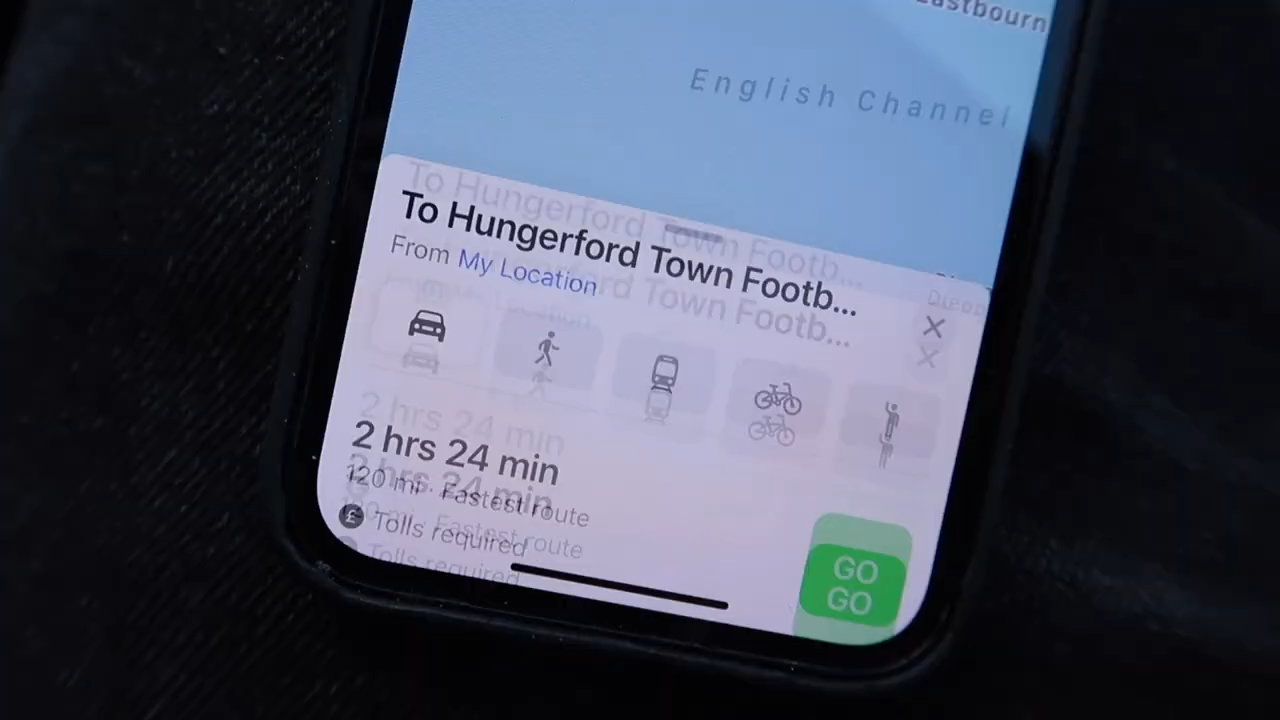 English Channel
To Hungerford Town Footb...
From My Location
2 hrs 24 min
120 mi · Fastest route
£ Tolls required
GO
GO